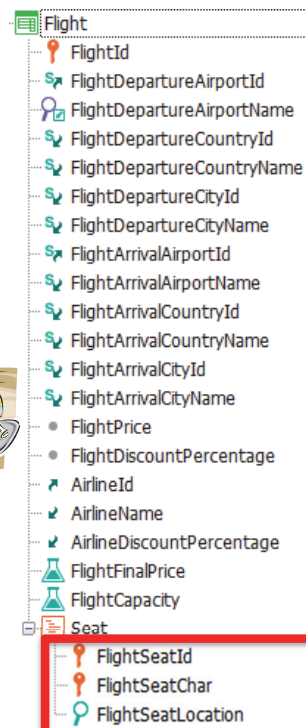 Flight
FlightId
FlightDepartureAirportId
FlightDepartureAirportName
FlightDepartureCountryId
FlightDepartureCountryName
FlightDepartureCityId
FlightDepartureCityName
FlightArrivalAirportId
FlightArrivalAirportName
FlightArrivalCountryId
FlightArrivalCountryName
FlightArrivalCityId
FlightArrivalCityName
FlightPrice
FlightDiscountPercentage
AirlineId
AirlineName
AirlineDiscountPercentage
FlightFinalPrice
FlightCapacity
Seat
FlightSeatId
FlightSeatChar
FlightSeatLocation